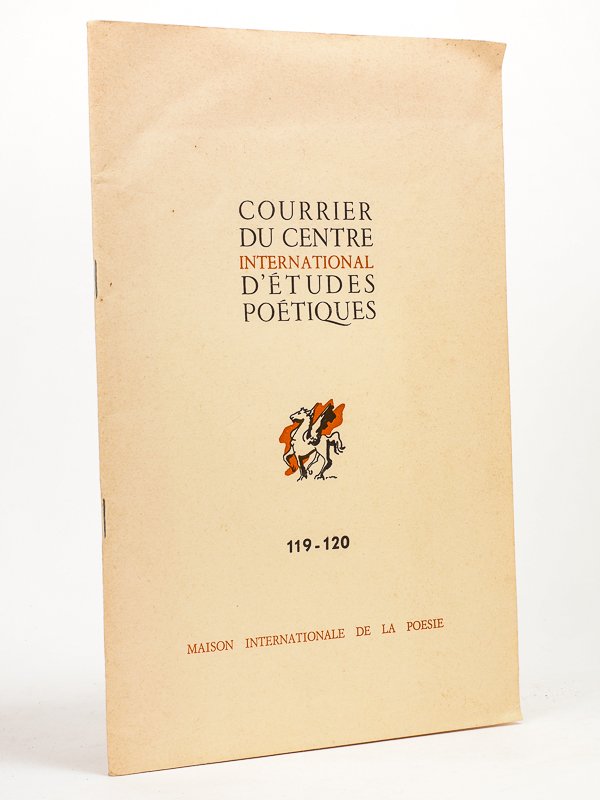 COURRIER
DU CENTRE
INTERNATIONAL
D'ÉTUDES
POÉTIQUES
119-120
MAISON INTERNATIONALE DE LA POESIE